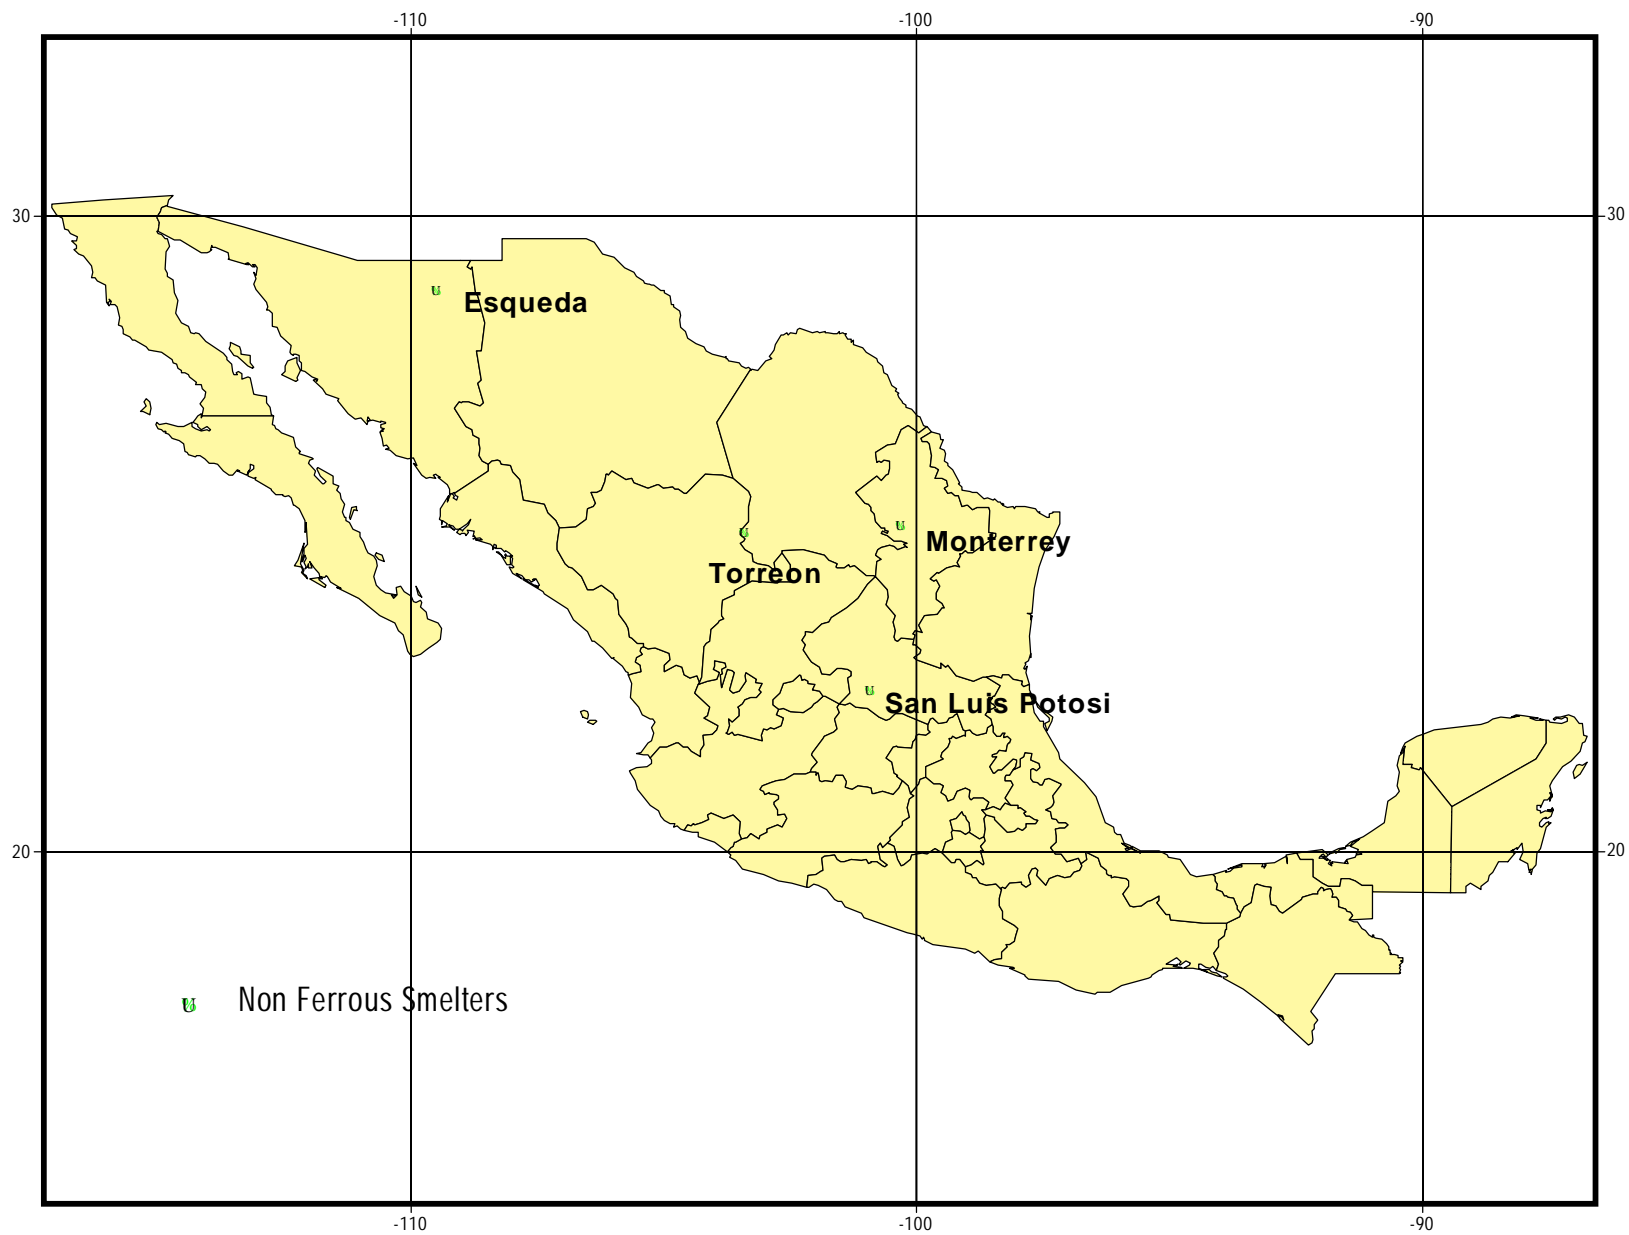 -110 -100 -90
30 30
U
Esqueda
U U
Monterrey
Torreon
U
San Luis Potosi
20 20
U Non Ferrous Smelters
-110 -100 -90